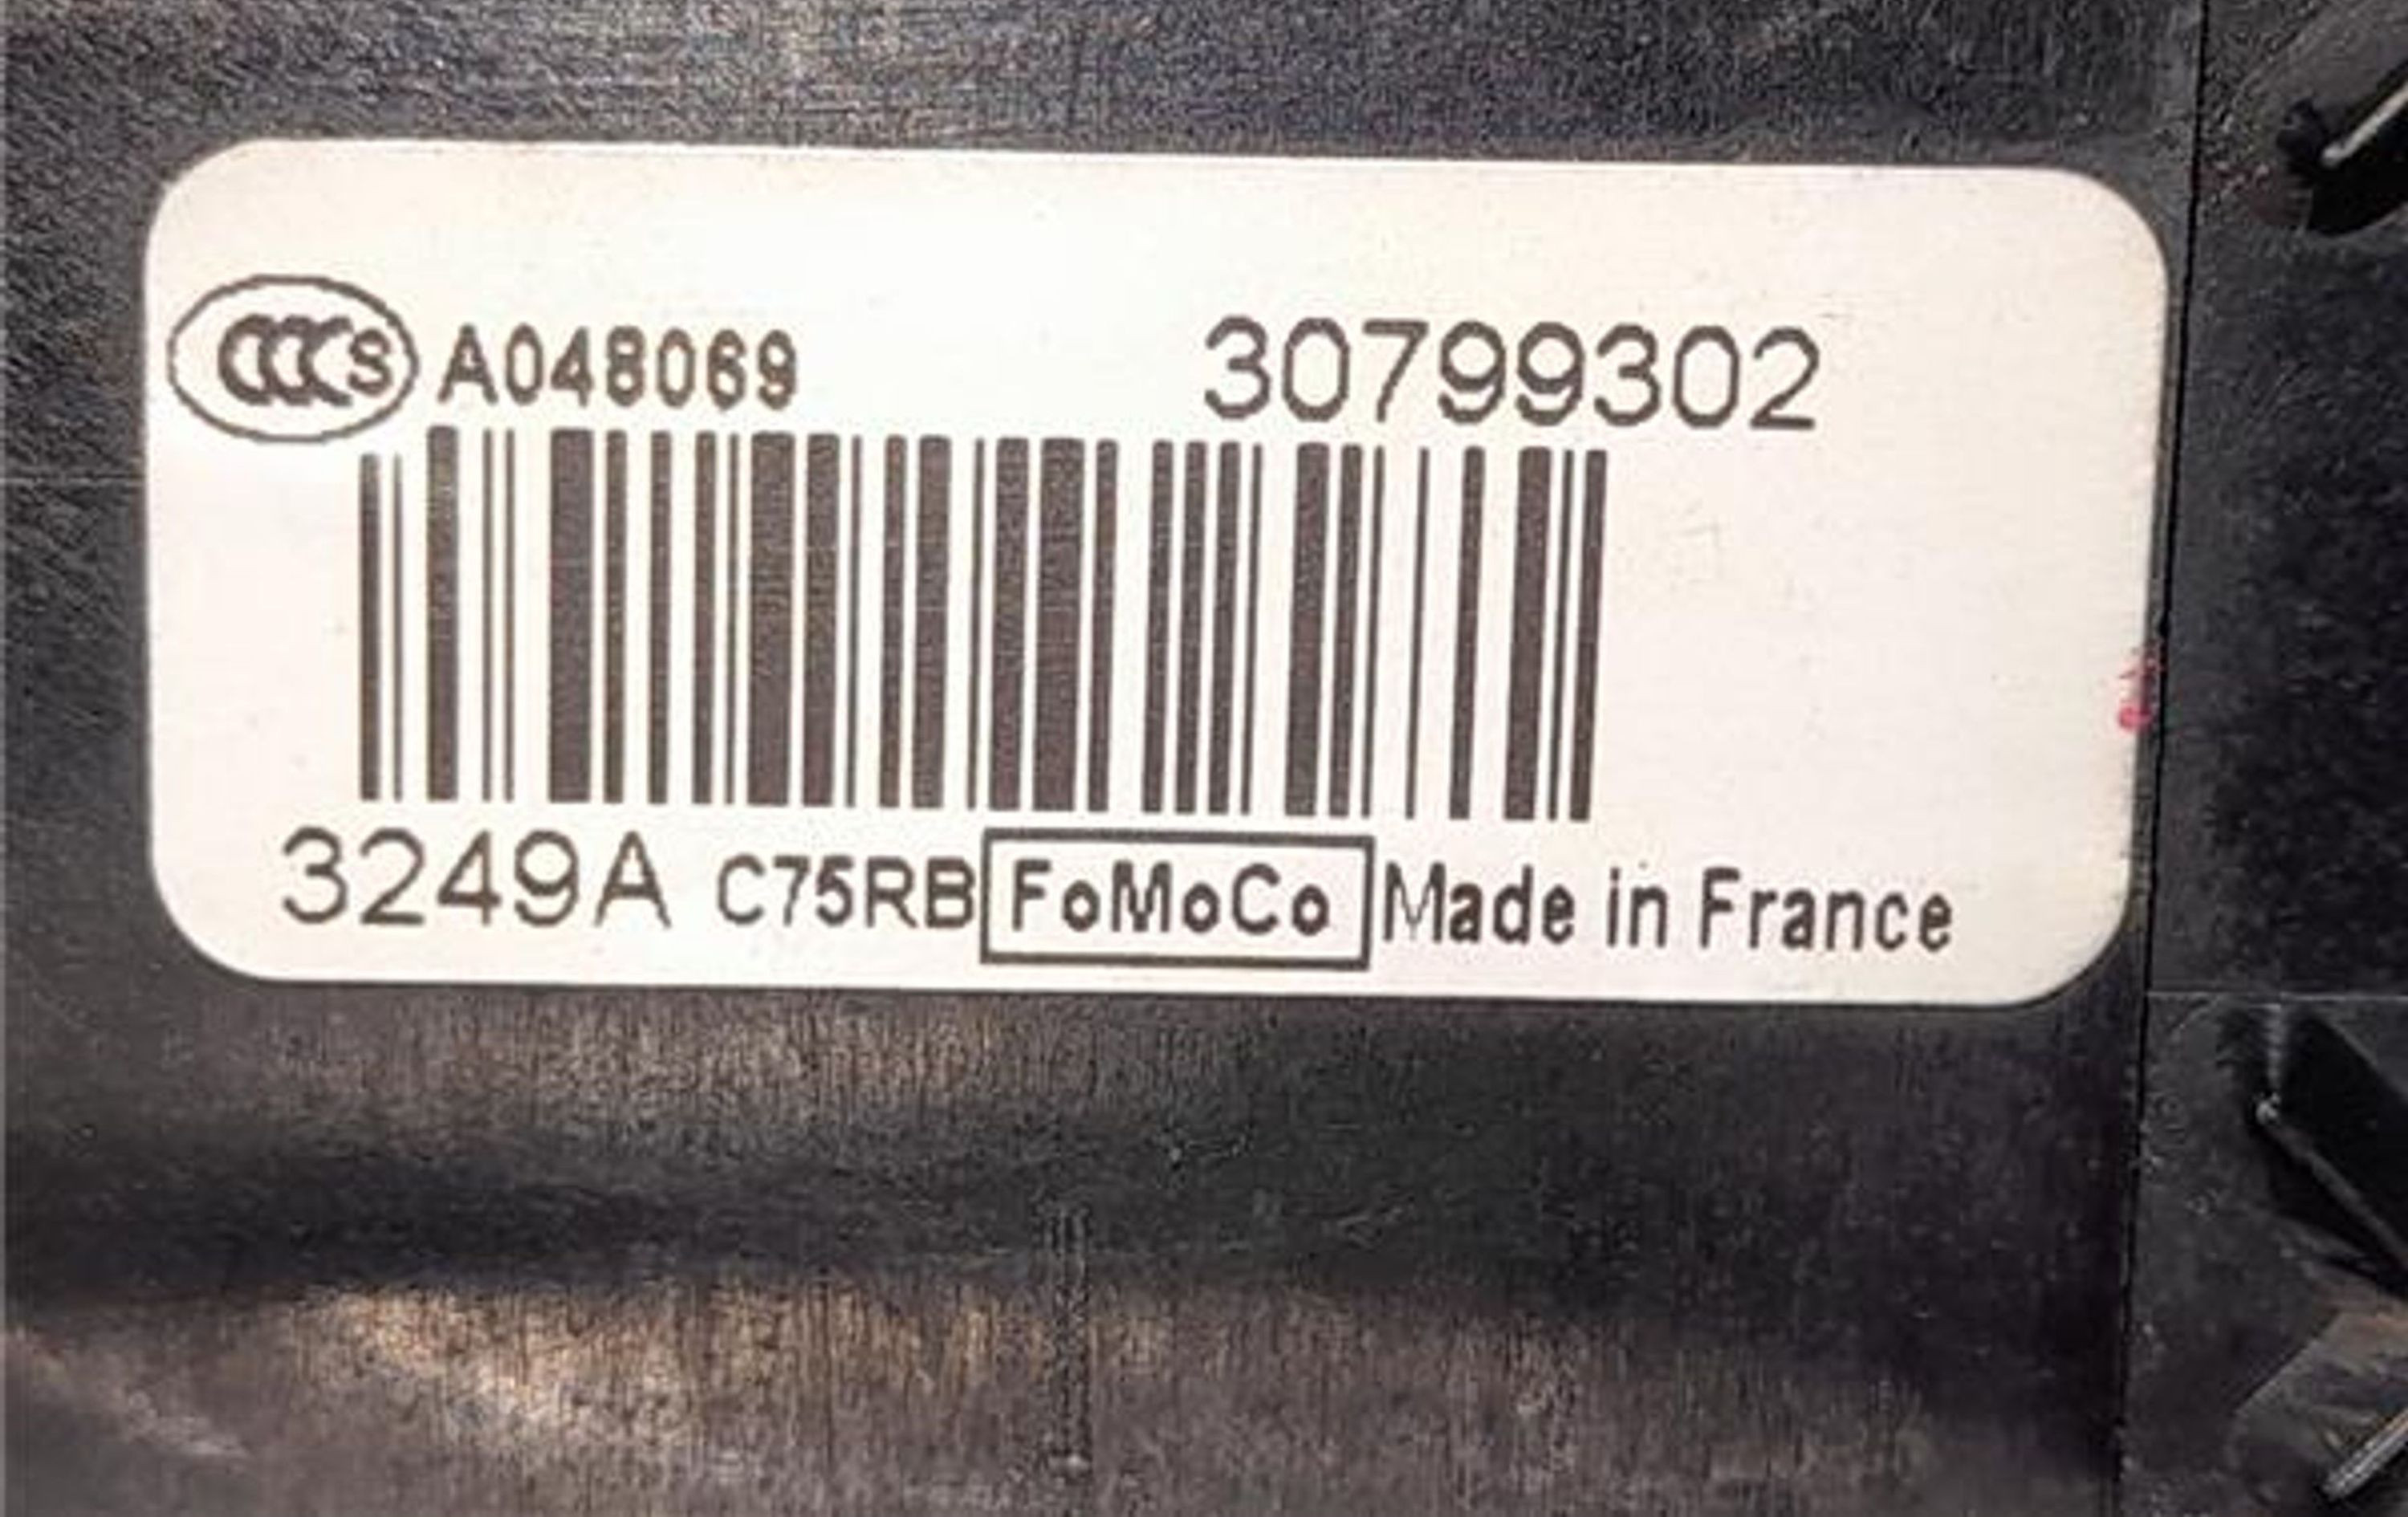 CCCS A048069 30799302
3249A C75RB FoMoCo Made in France